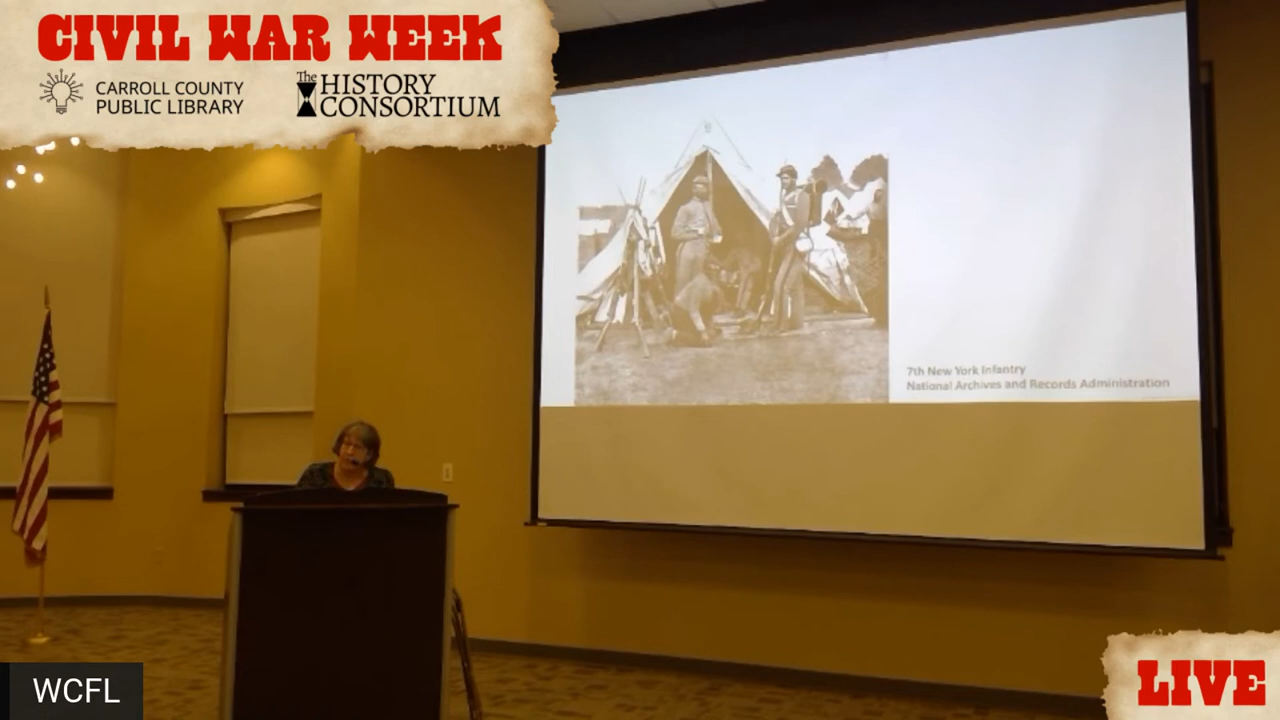 CIVIL WAR WEEK
CARROLL COUNTY
PUBLIC LIBRARY
The HISTORY
CONSORTIUM
7th New York Infantry
National Archives and Records Administration
WCFL
LIVE